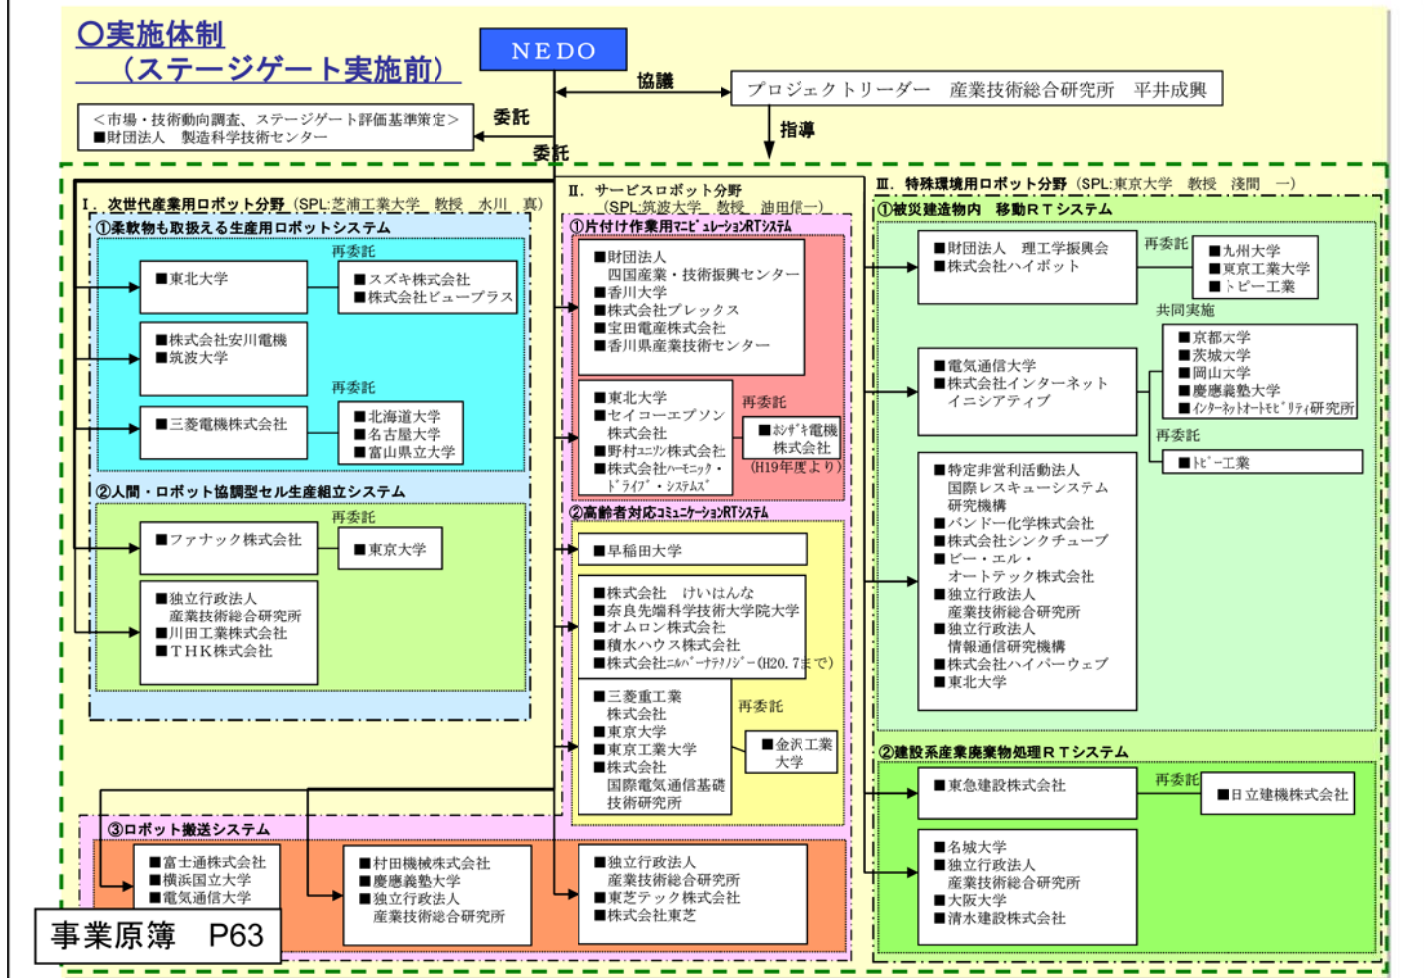 〇実施体制
（ステージゲート実施前）
NEDO
協議
プロジェクトリーダー　産業技術総合研究所　平井成興
指導
委託
＜市場・技術動向調査、ステージゲート評価基準策定＞
■財団法人　製造科学技術センター
委託
Ⅰ．次世代産業用ロボット分野（SPL:芝浦工業大学　教授　水川　真）
①柔軟物も取扱える生産用ロボットシステム
再委託
■東北大学
■スズキ株式会社
■株式会社ビュープラス
■株式会社安川電機
■筑波大学
再委託
■三菱電機株式会社
■北海道大学
■名古屋大学
■富山県立大学
②人間・ロボット協調型セル生産組立システム
再委託
■ファナック株式会社
■東京大学
■独立行政法人
産業技術総合研究所
■川田工業株式会社
■ＴＨＫ株式会社
Ⅱ．サービスロボット分野
（SPL:筑波大学　教授　油田信一）
①片付け作業用ﾏﾆﾋﾟｭﾚｰｼｮﾝRTｼｽﾃﾑ
■財団法人
四国産業・技術振興センター
■香川大学
■株式会社プレックス
■宝田電産株式会社
■香川県産業技術センター
■東北大学
■セイコーエプソン
株式会社
■野村ﾕﾆｿﾝ株式会社
■株式会社ﾊｰﾓﾆｯｸ・
ﾄﾞﾗｲﾌﾞ・ｼｽﾃﾑｽﾞ
再委託
■ﾎｼｻﾞｷ電機
株式会社
(H19年度より)
②高齢者対応ｺﾐｭﾆｹｰｼｮﾝRTｼｽﾃﾑ
■早稲田大学
■株式会社　けいはんな
■奈良先端科学技術大学院大学
■オムロン株式会社
■積水ハウス株式会社
■株式会社ﾆﾙﾊﾞｰﾅﾃｸﾉｼﾞｰ(H20.7まで)
■三菱重工業
株式会社
■東京大学
■東京工業大学
■株式会社
国際電気通信基礎
技術研究所
再委託
■金沢工業
大学
③ロボット搬送システム
■富士通株式会社
■横浜国立大学
■電気通信大学
■村田機械株式会社
■慶應義塾大学
■独立行政法人
産業技術総合研究所
■独立行政法人
産業技術総合研究所
■東芝テック株式会社
■株式会社東芝
Ⅲ．特殊環境用ロボット分野（SPL:東京大学　教授　淺間　一）
①被災建造物内　移動ＲＴシステム
■財団法人　理工学振興会
■株式会社ハイボット
再委託
■九州大学
■東京工業大学
■トピー工業
共同実施
■電気通信大学
■株式会社インターネット
イニシアティブ
■京都大学
■茨城大学
■岡山大学
■慶應義塾大学
■ｲﾝﾀｰﾈｯﾄｵｰﾄﾓﾋﾞﾘﾃｨ研究所
再委託
■ﾄﾋﾟｰ工業
■特定非営利活動法人
国際レスキューシステム
研究機構
■バンドー化学株式会社
■株式会社シンクチューブ
■ビー・エル・
オートテック株式会社
■独立行政法人
産業技術総合研究所
■独立行政法人
情報通信研究機構
■株式会社ハイパーウェブ
■東北大学
②建設系産業廃棄物処理ＲＴシステム
■東急建設株式会社
再委託
■日立建機株式会社
■名城大学
■独立行政法人
産業技術総合研究所
■大阪大学
■清水建設株式会社
事業原簿　P63